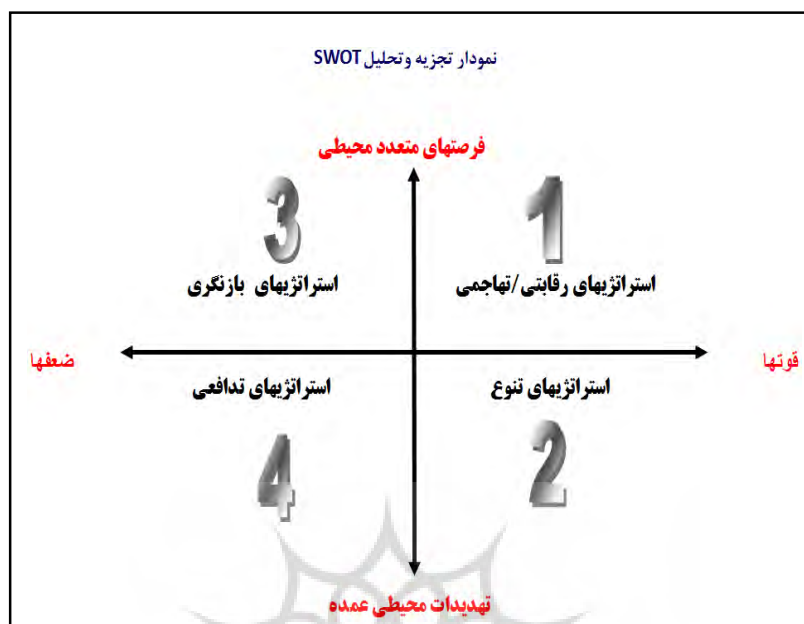 نمودار تجزیه وتحلیل SWOT
فرصتهای متعدد محیطی
1
3
استراتژیهای رقابتی/تهاجمی
استراتژیهای بازنگری
قوتها
ضعفها
استراتژیهای تنوع
استراتژیهای تدافعی
2
4
تهدیدات محیطی عمده